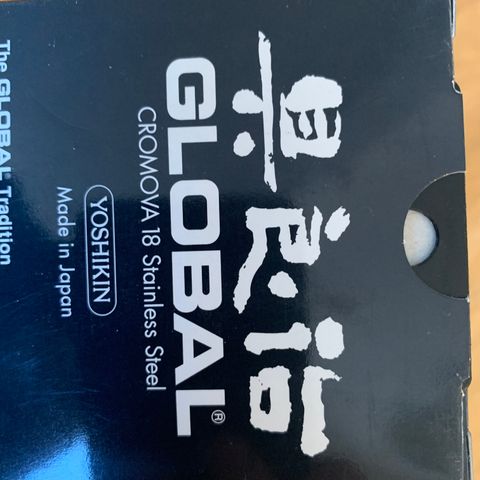 具良治
GLOBAL®
CROMOVA 18 Stainless Steel
YOSHIKIN
Made in Japan
The GLOBAL Tradition